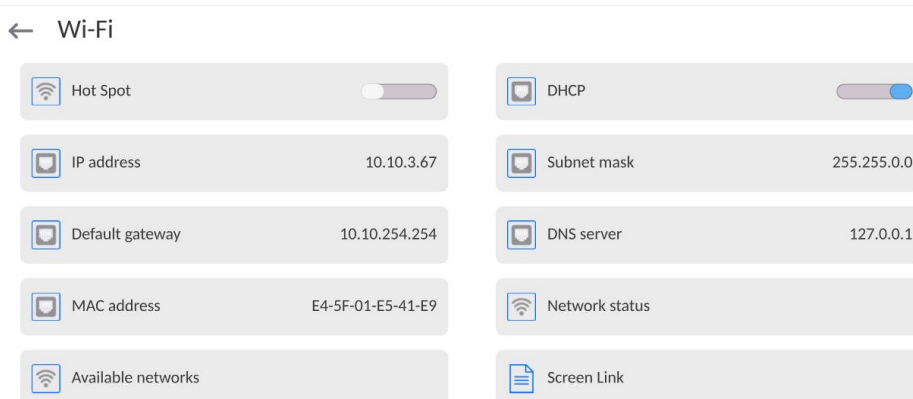 Wi-Fi
Hot Spot
DHCP
IP address 10.10.3.67
Subnet mask 255.255.0.0
Default gateway 10.10.254.254
DNS server 127.0.0.1
MAC address E4-5F-01-E5-41-E9
Network status
Available networks
Screen Link